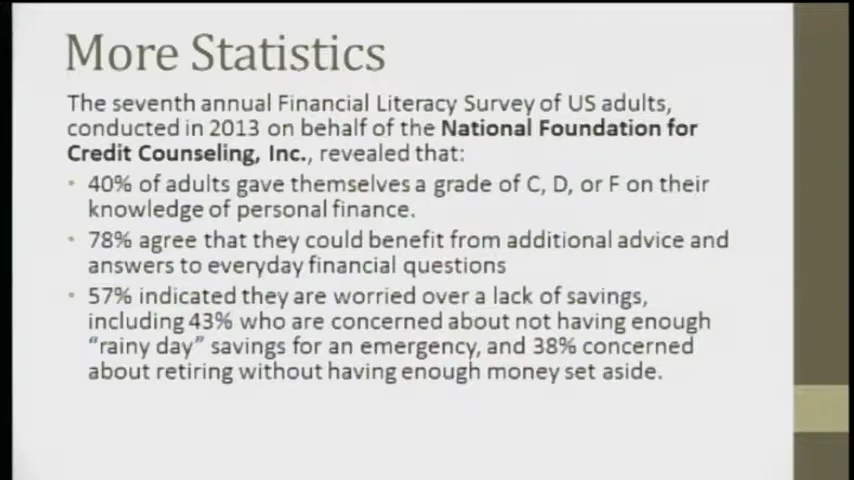 More Statistics
The seventh annual Financial Literacy Survey of US adults,
conducted in 2013 on behalf of the National Foundation for
Credit Counseling, Inc., revealed that:
• 40% of adults gave themselves a grade of C, D, or F on their
knowledge of personal finance.
• 78% agree that they could benefit from additional advice and
answers to everyday financial questions
• 57% indicated they are worried over a lack of savings,
including 43% who are concerned about not having enough
“rainy day” savings for an emergency, and 38% concerned
about retiring without having enough money set aside.